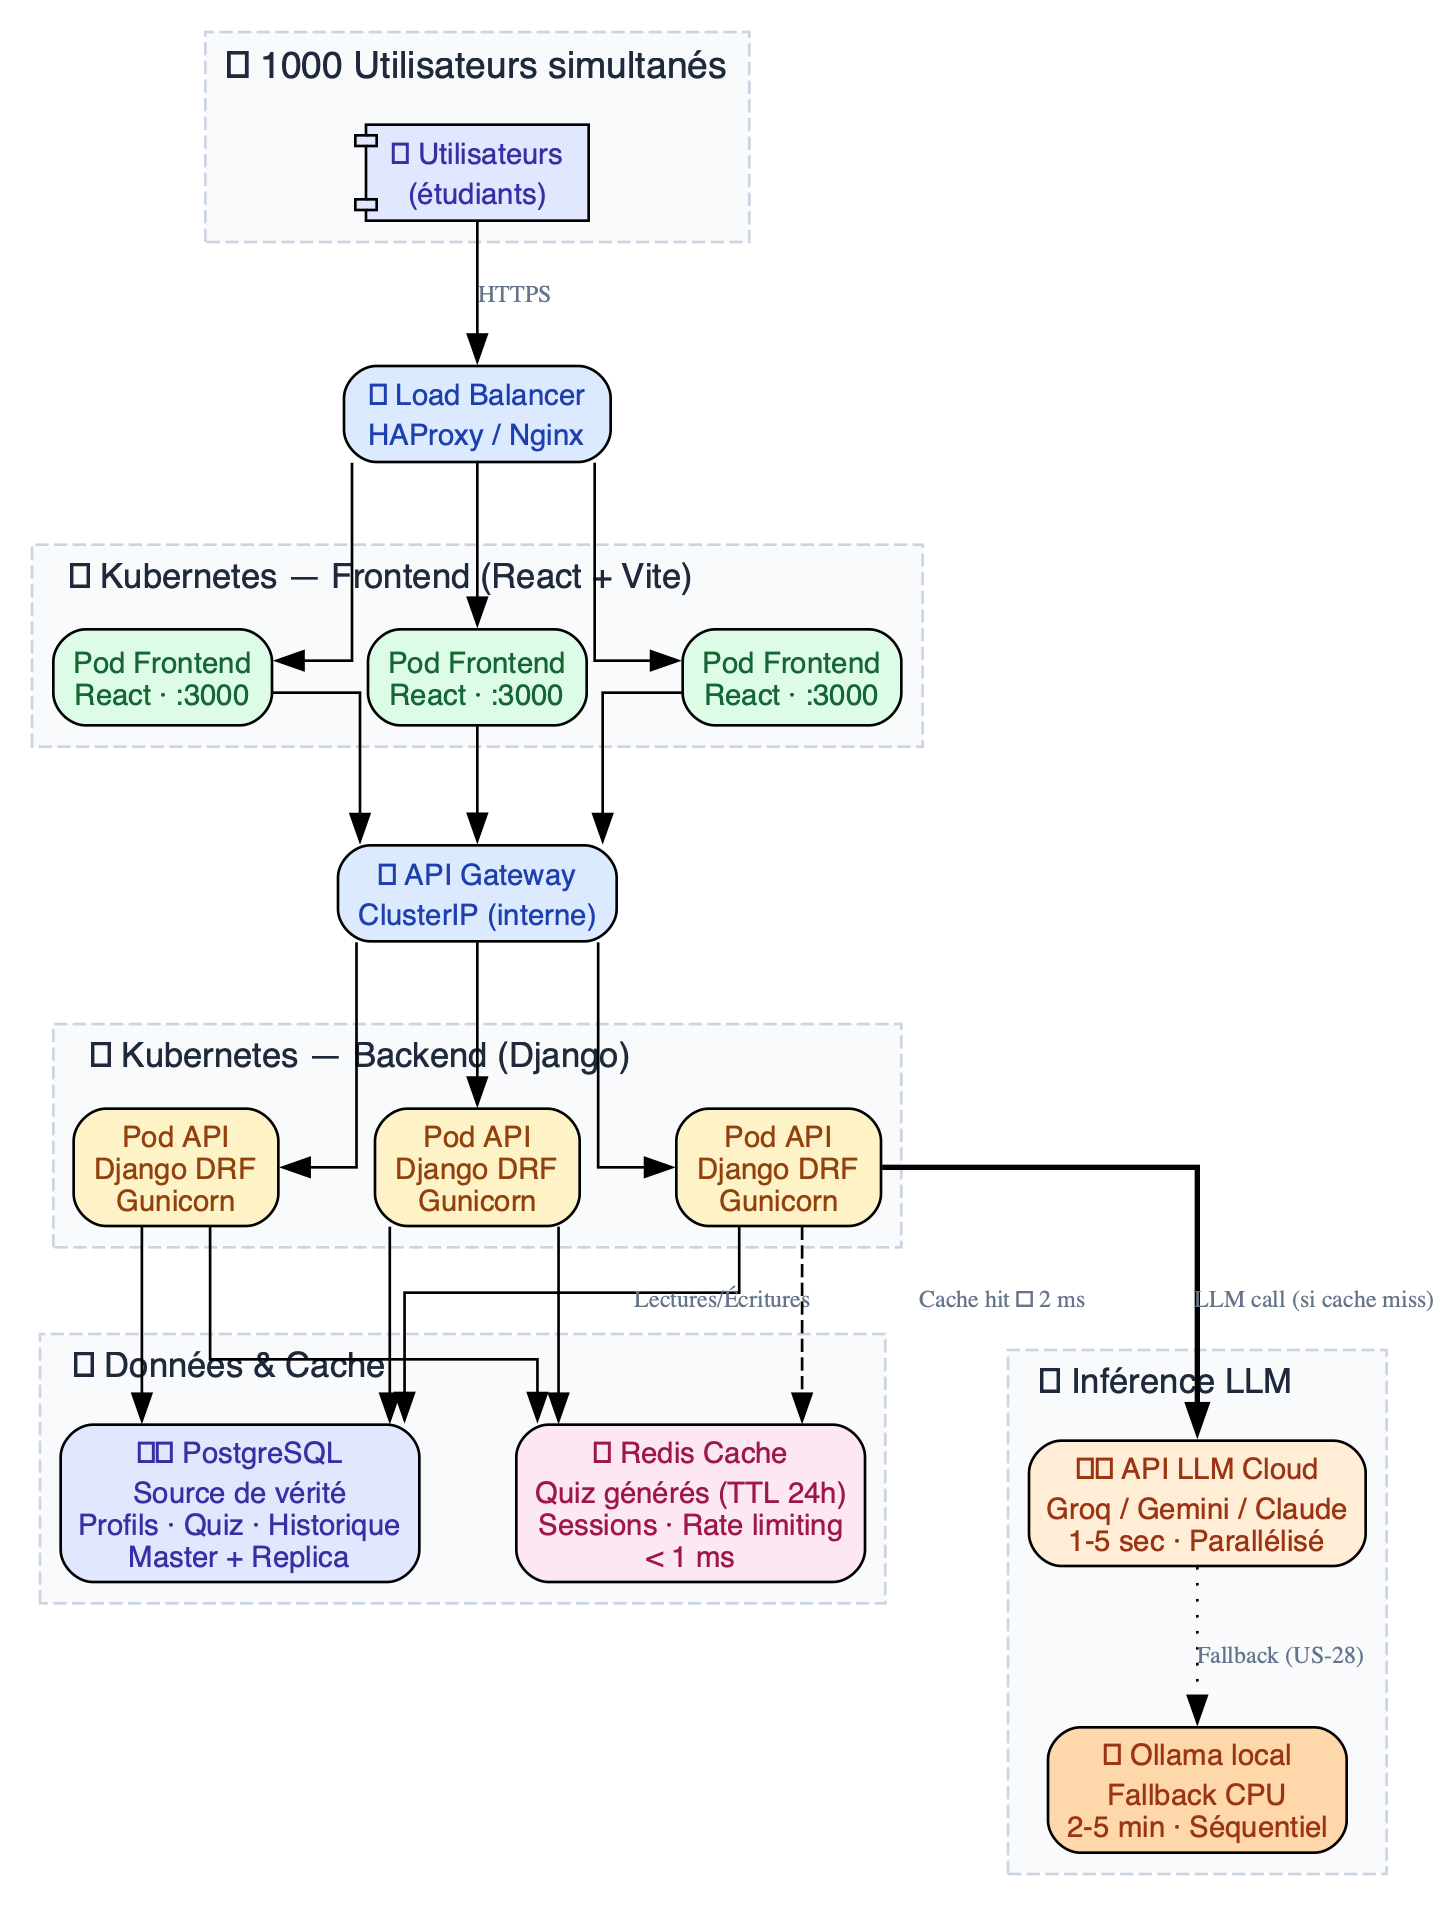 □ 1000 Utilisateurs simultanés
□ Utilisateurs
(étudiants)
HTTPS
□ Load Balancer
HAProxy / Nginx
□ Kubernetes — Frontend (React + Vite)
Pod Frontend
React · :3000
Pod Frontend
React · :3000
Pod Frontend
React · :3000
□ API Gateway
ClusterIP (interne)
□ Kubernetes — Backend (Django)
Pod API
Django DRF
Gunicorn
Pod API
Django DRF
Gunicorn
Pod API
Django DRF
Gunicorn
Lectures/Écritures
Cache hit □ 2 ms
LLM call (si cache miss)
□ Données & Cache
□□ PostgreSQL
Source de vérité
Profils · Quiz · Historique
Master + Replica
□ Redis Cache
Quiz générés (TTL 24h)
Sessions · Rate limiting
< 1 ms
□ Inférence LLM
□□ API LLM Cloud
Groq / Gemini / Claude
1-5 sec · Parallélisé
Fallback (US-28)
□ Ollama local
Fallback CPU
2-5 min · Séquentiel